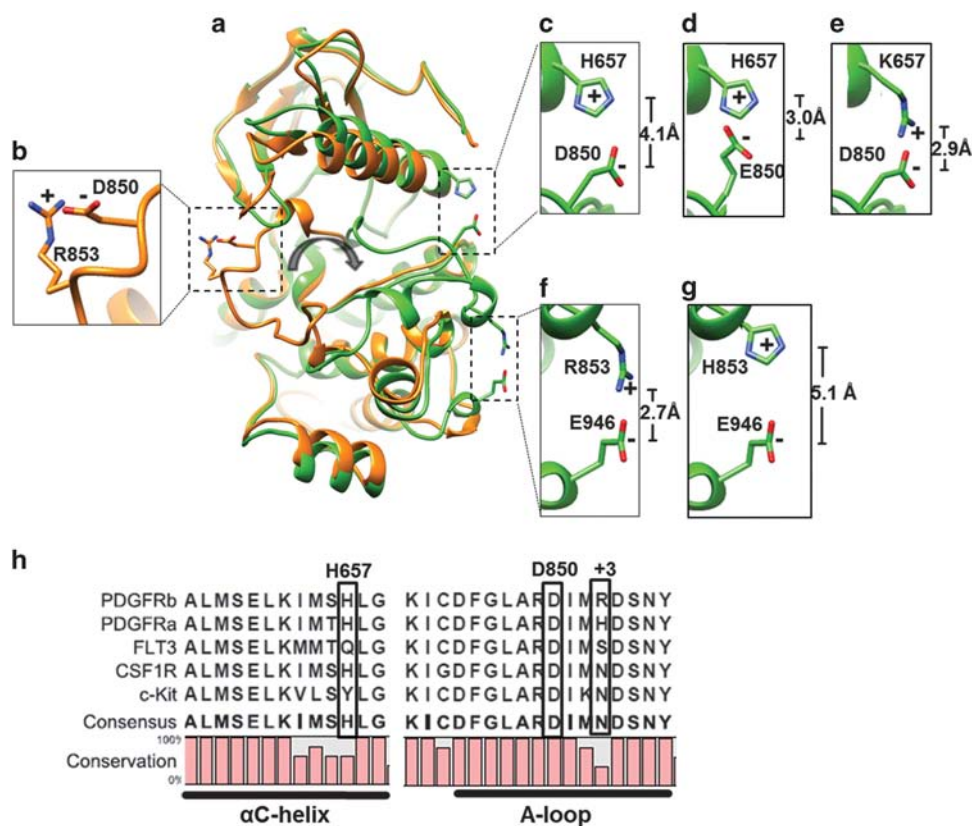 a
b
+ - D850
R853
c
H657
+
4.1Å
D850
-
d
H657
+
3.0Å
-
E850
e
K657
+
D850
2.9Å
-
f
R853
+
E946
2.7Å
-
g
H853
+
5.1 Å
E946
-
h
H657 D850 +3
PDGFRb ALMSELKIMSHLG KICDFGLARDIMRDSNY
PDGFRa ALMSELKIMTHLG KICDFGLARDIMHDSNY
FLT3 ALMSELKMMTQLG KICDFGLARDIMSDSNY
CSF1R ALMSELKIMSHLG KIGDFGLARDIMNDSNY
c-Kit ALMSELKVLSYLG KICDFGLARDIKNDSNY
Consensus ALMSELKIMSHLG KICDFGLARDIMNDSNY
100%
Conservation
0%
αC-helix A-loop